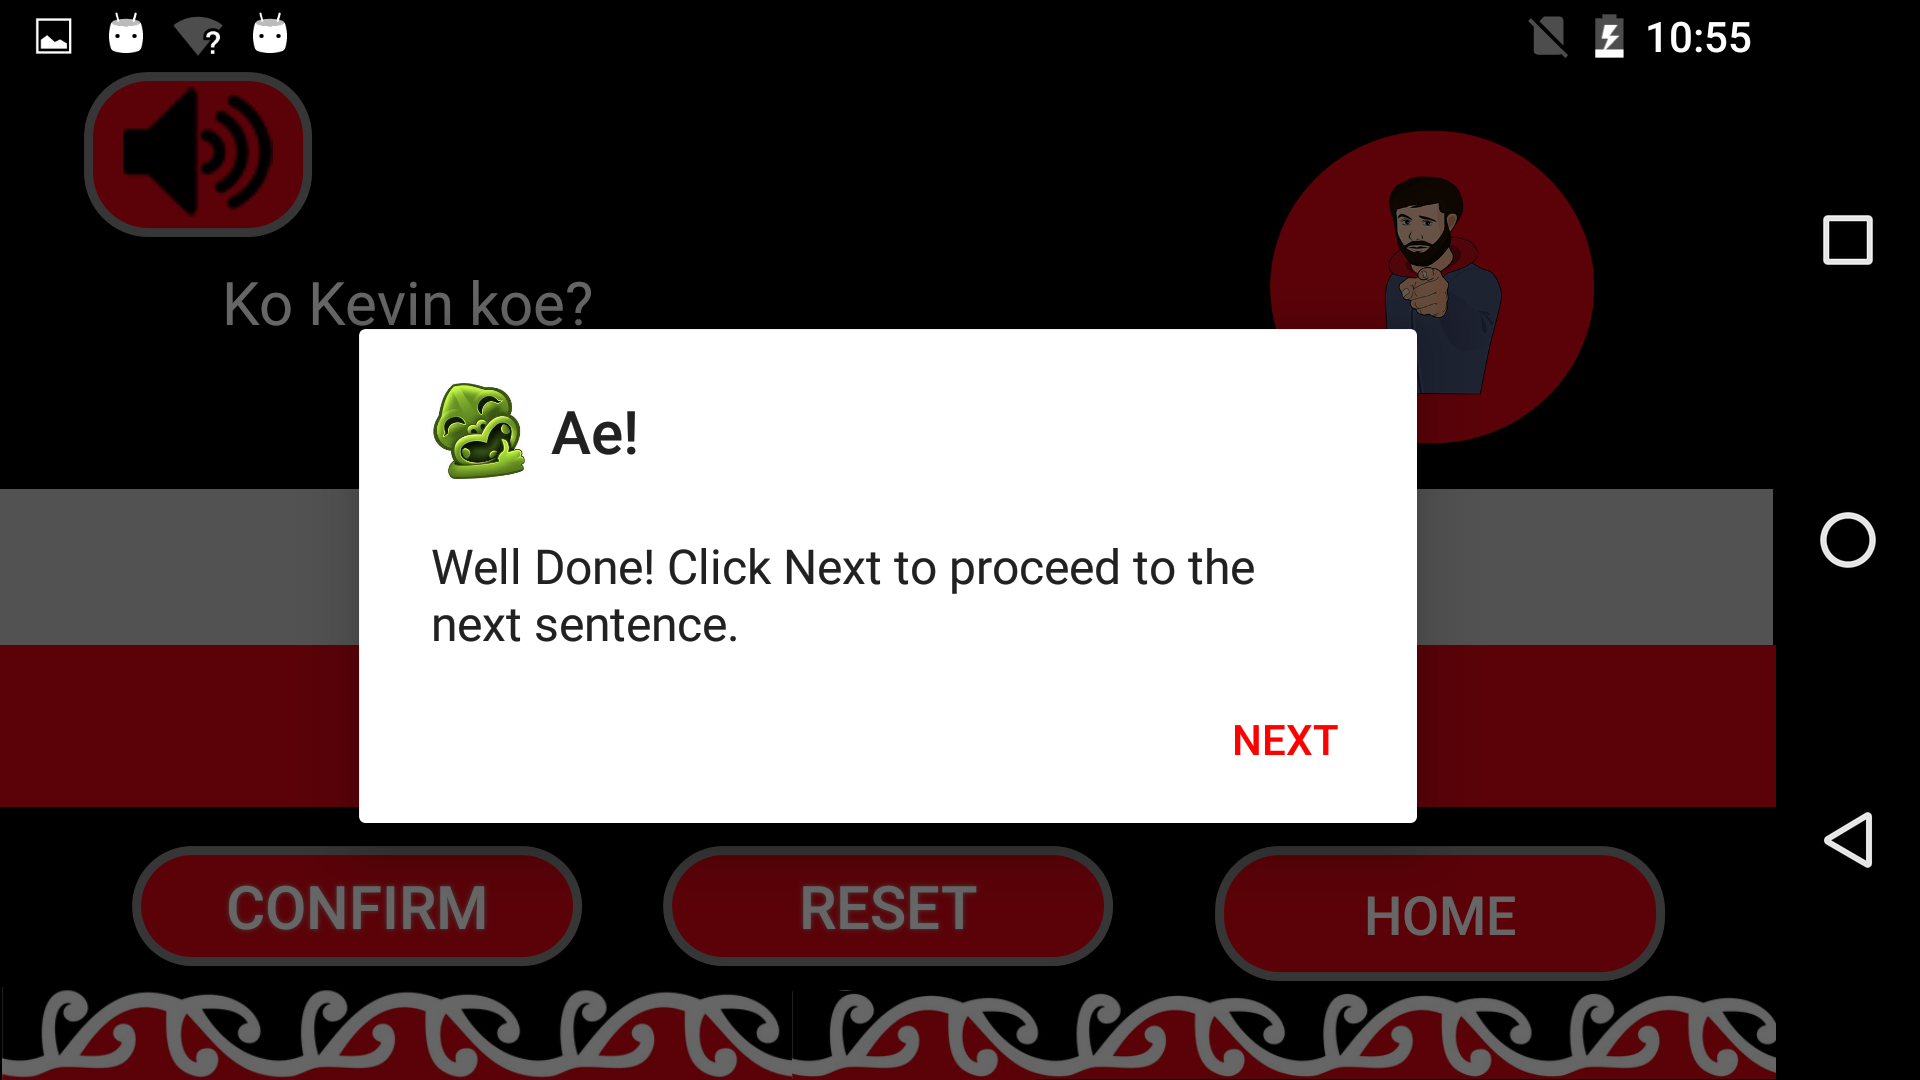 10:55
Ko Kevin koe?
Ae!
Well Done! Click Next to proceed to the
next sentence.
NEXT
CONFIRM
RESET
HOME